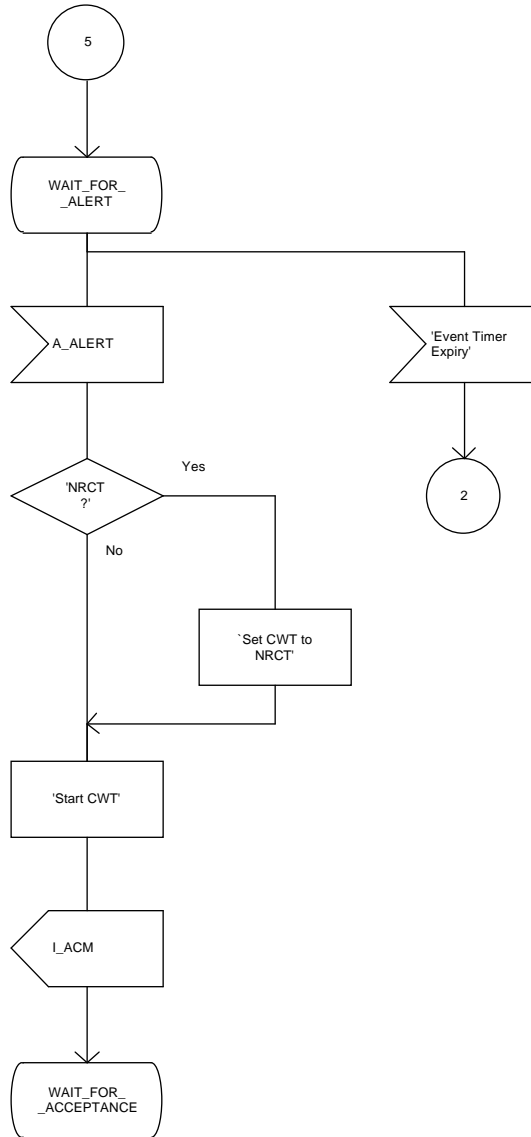 5
WAIT_FOR_
_ALERT
A_ALERT
'Event Timer
Expiry'
'NRCT
?'
Yes
2
No
`Set CWT to
NRCT'
'Start CWT'
I_ACM
WAIT_FOR_
_ACCEPTANCE